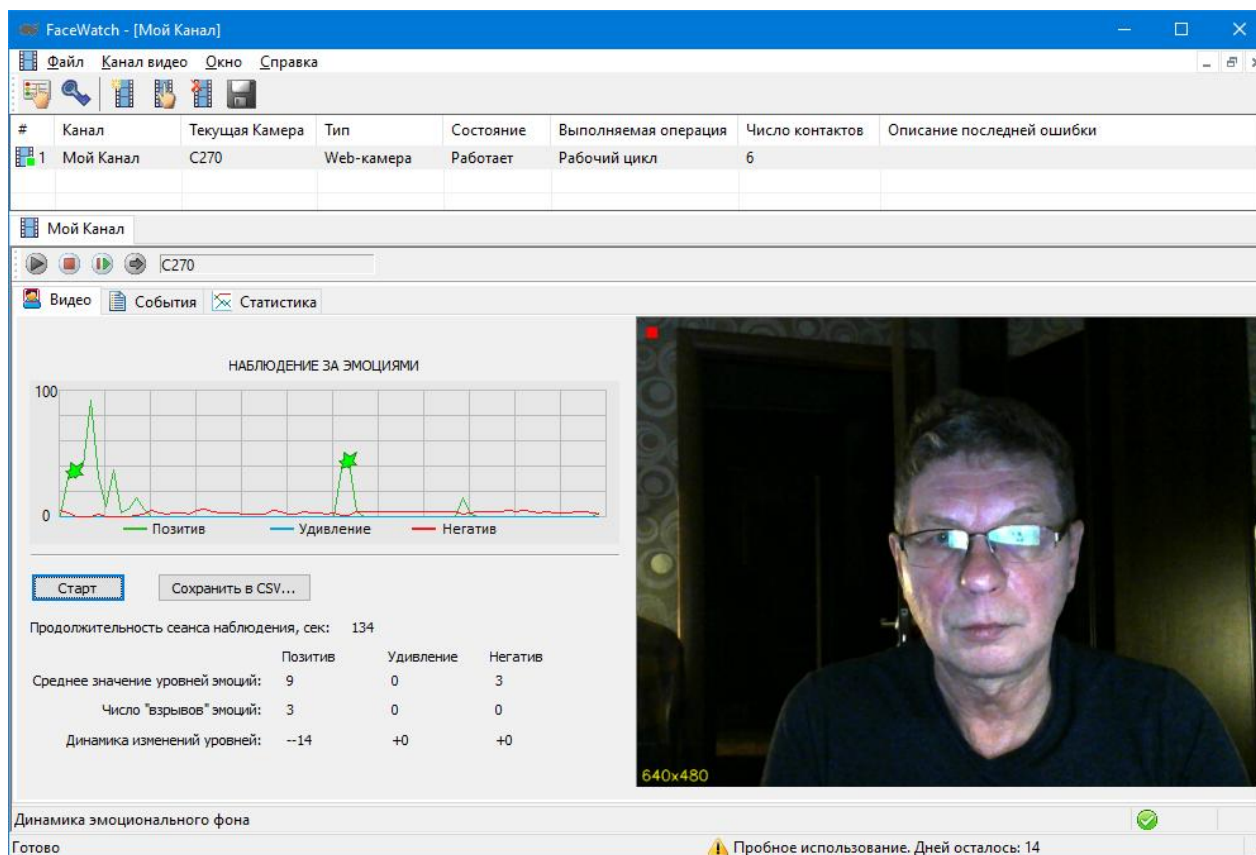 FaceWatch - [Мой Канал]
Файл Канал видео Окно Справка
# Канал Текущая Камера Тип Состояние Выполняемая операция Число контактов Описание последней ошибки
1 Мой Канал C270 Web-камера Работает Рабочий цикл 6
Мой Канал
C270
Видео События Статистика
НАБЛЮДЕНИЕ ЗА ЭМОЦИЯМИ
100
0
Позитив Удивление Негатив
Старт Сохранить в CSV...
Продолжительность сеанса наблюдения, сек: 134
Позитив Удивление Негатив
Среднее значение уровней эмоций: 9 0 3
Число "взрывов" эмоций: 3 0 0
Динамика изменений уровней: --14 +0 +0
640x480
Динамика эмоционального фона
Готово Пробное использование. Дней осталось: 14